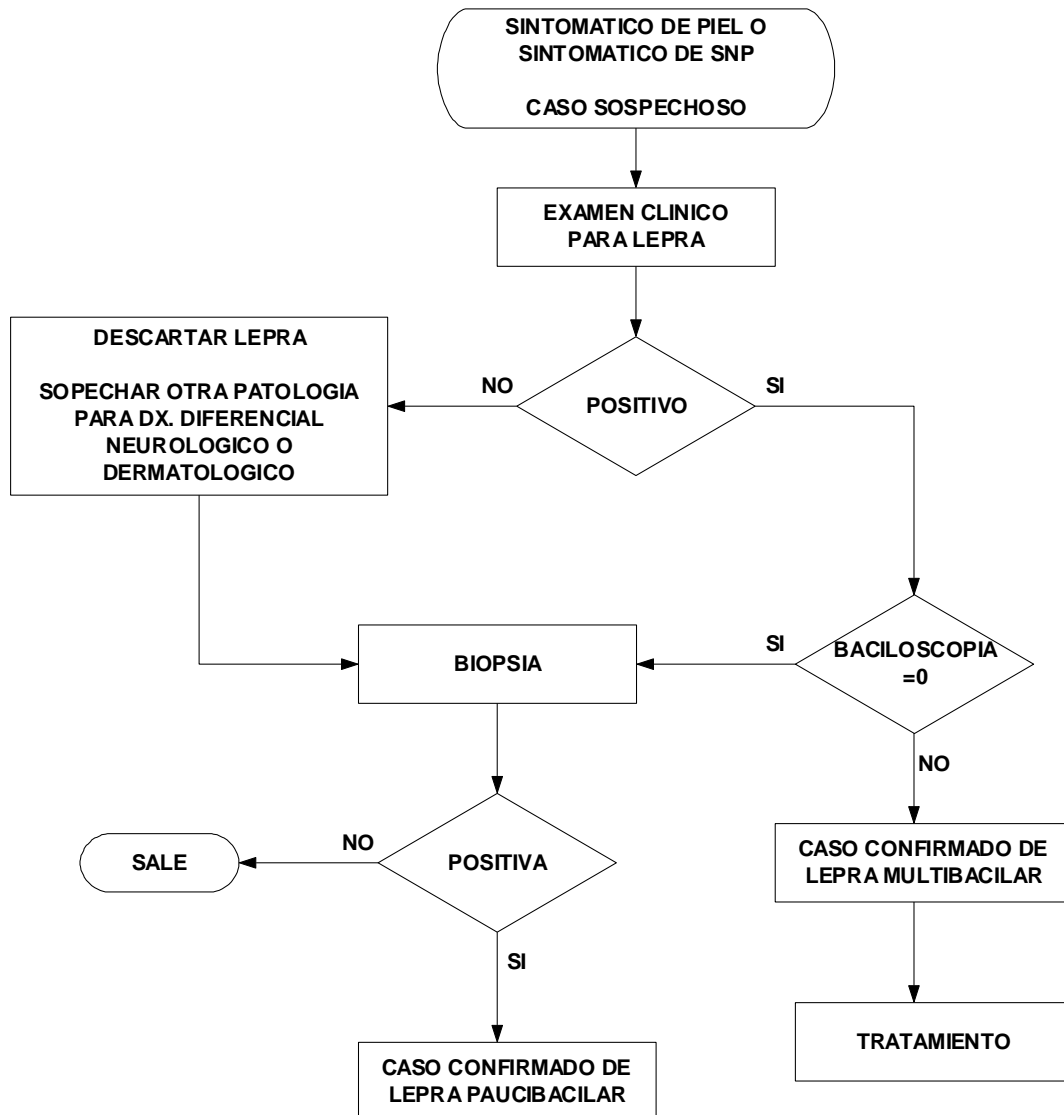 SINTOMATICO DE PIEL O
SINTOMATICO DE SNP
CASO SOSPECHOSO
EXAMEN CLINICO
PARA LEPRA
POSITIVO
NO
SI
DESCARTAR LEPRA
SOPECHAR OTRA PATOLOGIA
PARA DX. DIFERENCIAL
NEUROLOGICO O
DERMATOLOGICO
BACILOSCOPIA
=0
SI
NO
BIOPSIA
POSITIVA
NO
SALE
SI
CASO CONFIRMADO DE
LEPRA MULTIBACILAR
TRATAMIENTO
CASO CONFIRMADO DE
LEPRA PAUCIBACILAR